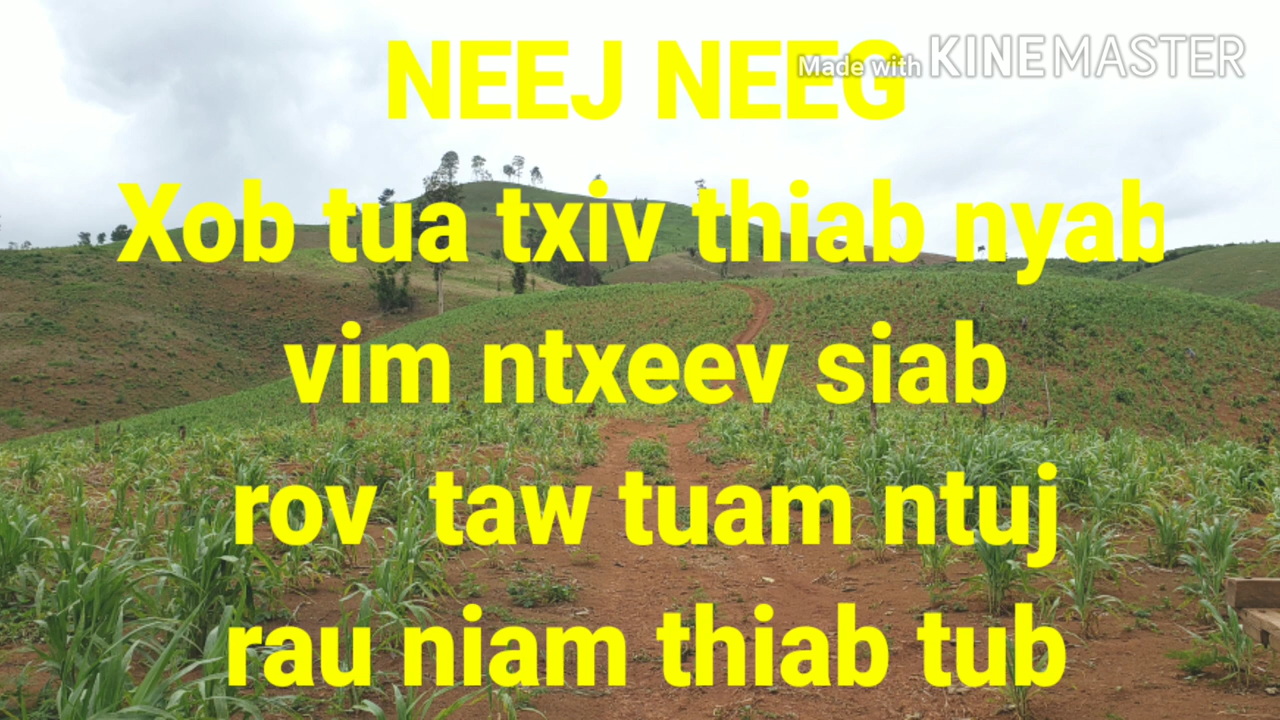 NEEJ NEEG
Made with KINEMASTER
Xob tua txiv thiab nyab
vim ntxeev siab
rov taw tuam ntuj
rau niam thiab tub